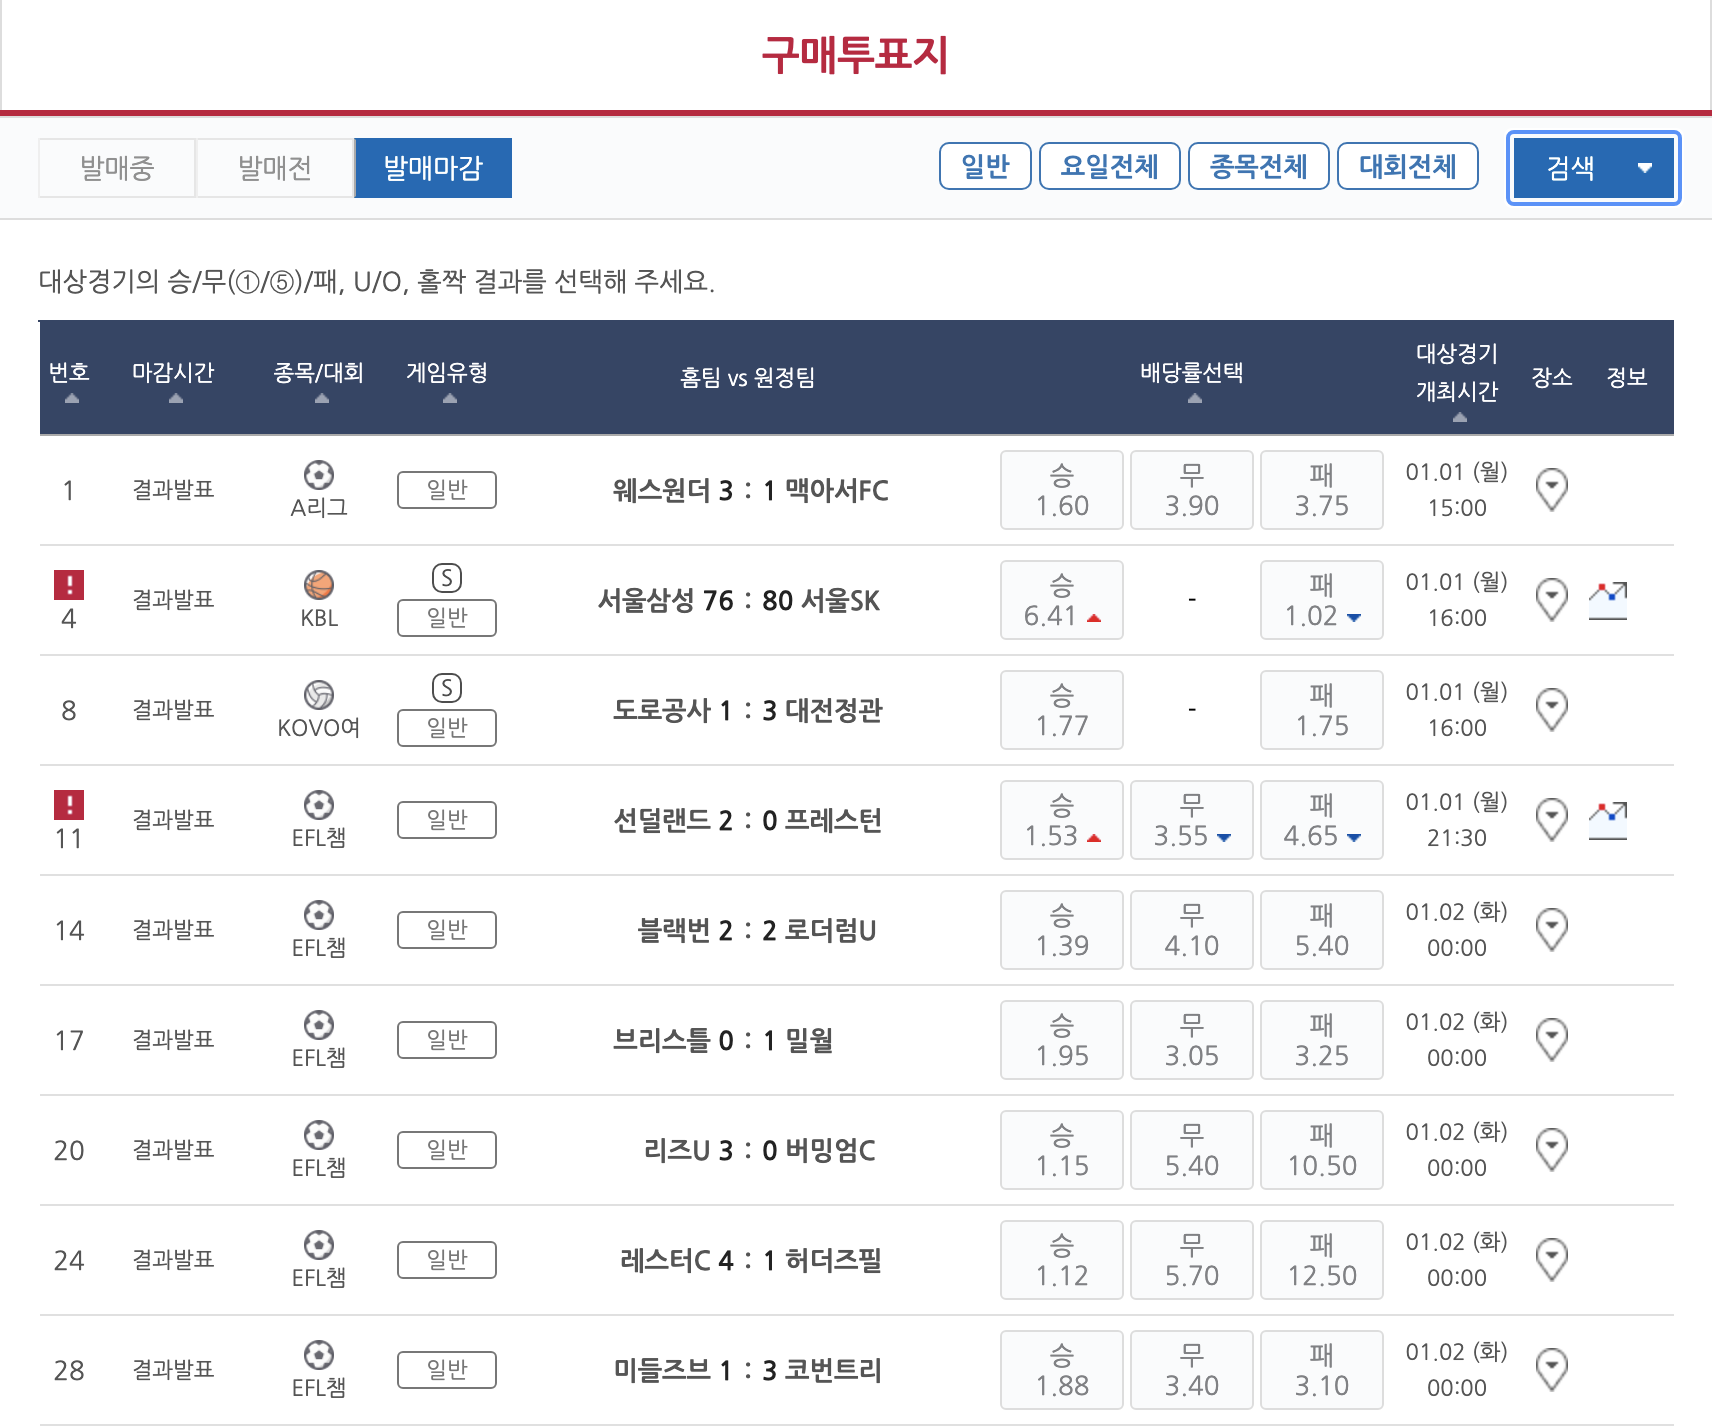 구매투표지
발매중 발매전 발매마감 일반 요일전체 종목전체 대회전체 검색
대상경기의 승/무(①/⑤)/패, U/O, 홀짝 결과를 선택해 주세요.
번호 마감시간 종목/대회 게임유형 홈팀 vs 원정팀 배당률선택 대상경기 개최시간 장소 정보
1 결과발표 A리그 일반 웨스원더 3 : 1 맥아서FC 승 1.60 무 3.90 패 3.75 01.01 (월) 15:00
! 4 결과발표 KBL S 일반 서울삼성 76 : 80 서울SK 승 6.41 - 패 1.02 01.01 (월) 16:00
8 결과발표 KOVO여 S 일반 도로공사 1 : 3 대전정관 승 1.77 - 패 1.75 01.01 (월) 16:00
! 11 결과발표 EFL챔 일반 선덜랜드 2 : 0 프레스턴 승 1.53 무 3.55 패 4.65 01.01 (월) 21:30
14 결과발표 EFL챔 일반 블랙번 2 : 2 로더럼U 승 1.39 무 4.10 패 5.40 01.02 (화) 00:00
17 결과발표 EFL챔 일반 브리스틀 0 : 1 밀월 승 1.95 무 3.05 패 3.25 01.02 (화) 00:00
20 결과발표 EFL챔 일반 리즈U 3 : 0 버밍엄C 승 1.15 무 5.40 패 10.50 01.02 (화) 00:00
24 결과발표 EFL챔 일반 레스터C 4 : 1 허더즈필 승 1.12 무 5.70 패 12.50 01.02 (화) 00:00
28 결과발표 EFL챔 일반 미들즈브 1 : 3 코번트리 승 1.88 무 3.40 패 3.10 01.02 (화) 00:00